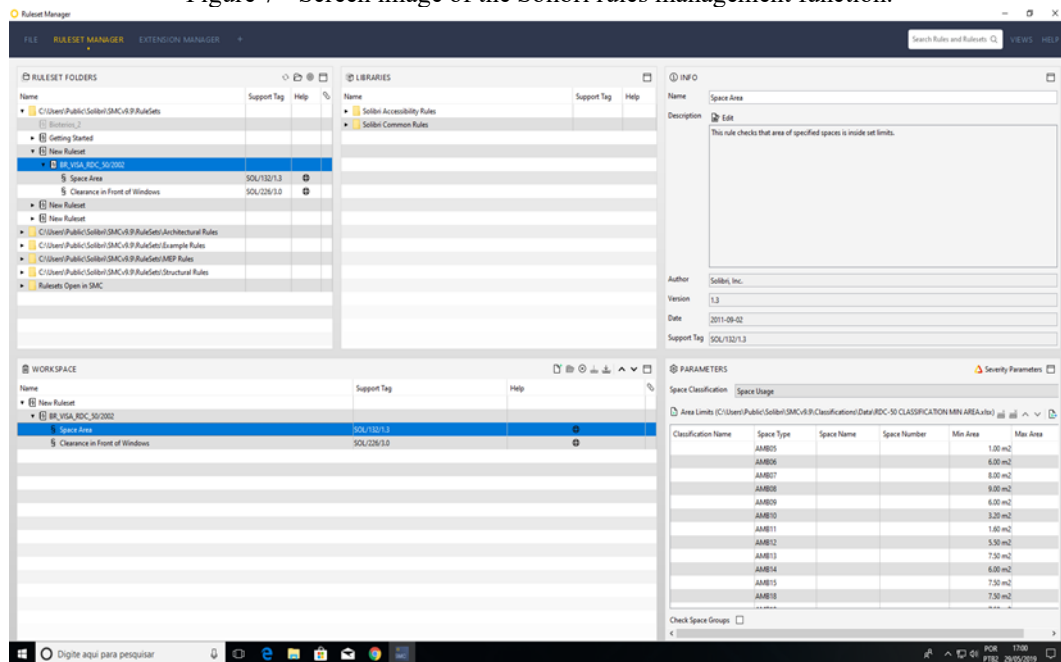 Figure 7 – Screen image of the Solibri rules management function.
Ruleset Manager
FILE RULESET MANAGER EXTENSION MANAGER +
Search Rules and Rulesets
VIEWS HELP
RULESET FOLDERS
Name Support Tag Help
C:\Users\Public\Solibri\SMCv9.9\RuleSets
Bioterios_2
Getting Started
New Ruleset
BR_VISA_RDC_50/2002
Space Area SOL/132/1.3
Clearance in Front of Windows SOL/226/3.0
New Ruleset
New Ruleset
C:\Users\Public\Solibri\SMCv9.9\RuleSets\Architectural Rules
C:\Users\Public\Solibri\SMCv9.9\RuleSets\Example Rules
C:\Users\Public\Solibri\SMCv9.9\RuleSets\MEP Rules
C:\Users\Public\Solibri\SMCv9.9\RuleSets\Structural Rules
Rulesets Open in SMC
LIBRARIES
Name Support Tag Help
Solibri Accessibility Rules
Solibri Common Rules
INFO
Name Space Area
Description Edit
This rule checks that area of specified spaces is inside set limits.
Author Solibri, Inc.
Version 1.3
Date 2011-09-02
Support Tag SOL/132/1.3
WORKSPACE
Name Support Tag Help
New Ruleset
BR_VISA_RDC_50/2002
Space Area SOL/132/1.3
Clearance in Front of Windows SOL/226/3.0
PARAMETERS
Severity Parameters
Space Classification Space Usage
Area Limits (C:\Users\Public\Solibri\SMCv9.9\Classifications\Data\RDC-50 CLASSIFICATION MIN AREA.xlsx)
Classification Name Space Type Space Name Space Number Min Area Max Area
AMB05 1.00 m2
AMB06 6.00 m2
AMB07 8.00 m2
AMB08 9.00 m2
AMB09 6.00 m2
AMB10 3.20 m2
AMB11 1.60 m2
AMB12 5.50 m2
AMB13 7.50 m2
AMB14 6.00 m2
AMB15 7.50 m2
AMB18 7.50 m2
Check Space Groups
Digite aqui para pesquisar
POR 17:00
PTB2 29/05/2019